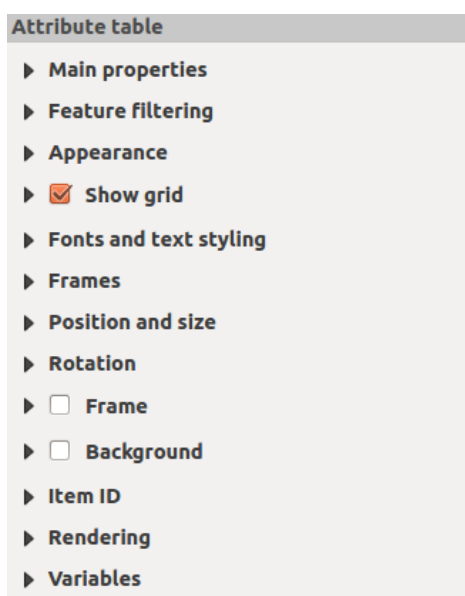 Attribute table
Main properties
Feature filtering
Appearance
Show grid
Fonts and text styling
Frames
Position and size
Rotation
Frame
Background
Item ID
Rendering
Variables